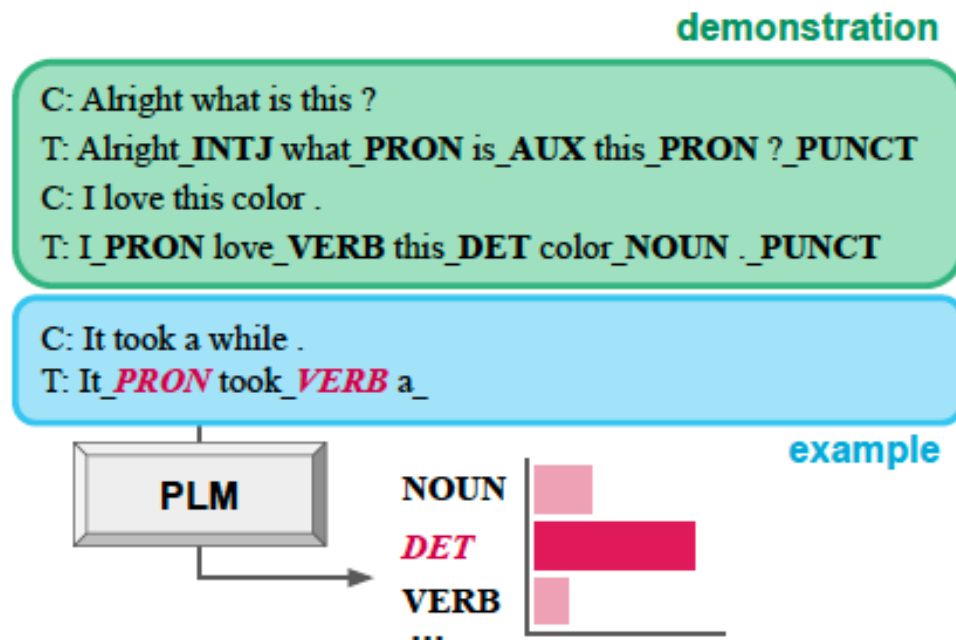 demonstration
C: Alright what is this ?
T: Alright_INTJ what_PRON is_AUX this_PRON ?_PUNCT
C: I love this color .
T: I_PRON love_VERB this_DET color_NOUN ._PUNCT
C: It took a while .
T: It_PRON took_VERB a_
example
PLM
NOUN
DET
VERB
...